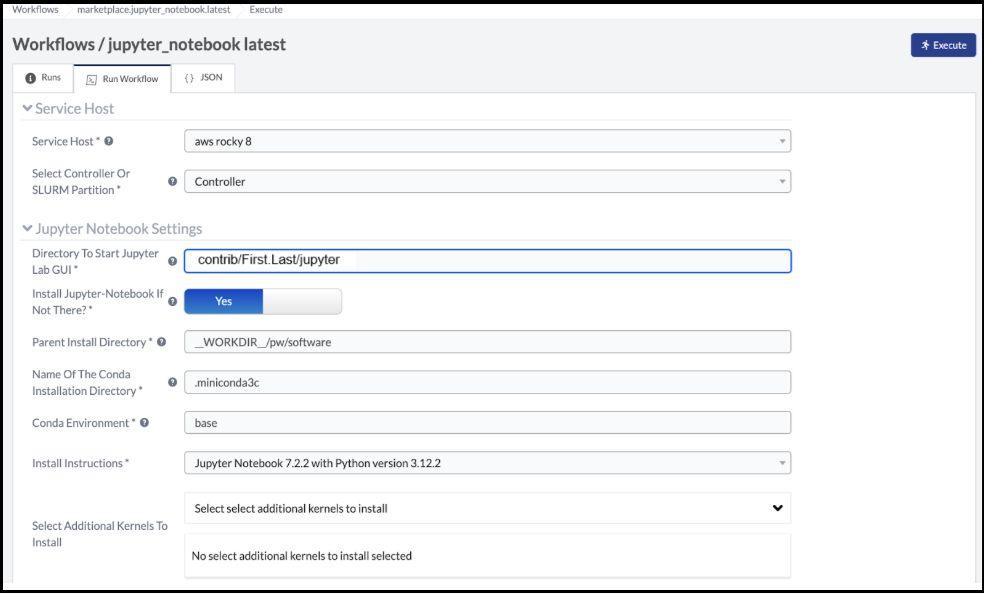 Workflows marketplace.jupyter_notebook.latest Execute
Workflows / jupyter_notebook latest
Execute
Runs
Run Workflow
{ } JSON
Service Host
Service Host *
aws rocky 8
Select Controller Or
SLURM Partition *
Controller
Jupyter Notebook Settings
Directory To Start Jupyter
Lab GUI *
contrib/First.Last/jupyter
Install Jupyter-Notebook If
Not There? *
Yes
Parent Install Directory *
__WORKDIR__/pw/software
Name Of The Conda
Installation Directory *
.miniconda3c
Conda Environment *
base
Install Instructions *
Jupyter Notebook 7.2.2 with Python version 3.12.2
Select Additional Kernels To
Install
Select select additional kernels to install
No select additional kernels to install selected